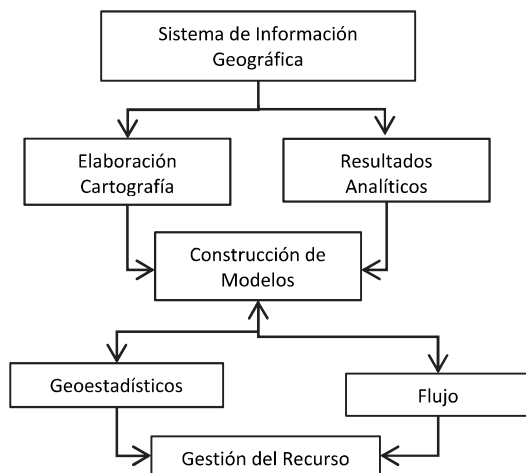 Sistema de Información
Geográfica
Elaboración
Cartografía
Resultados
Analíticos
Construcción de
Modelos
Geoestadísticos
Flujo
Gestión del Recurso